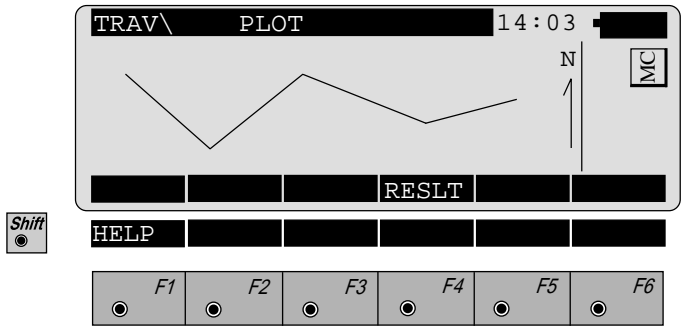 TRAV\ PLOT 14:03
N
MC
RESLT
Shift
HELP
F1 F2 F3 F4 F5 F6